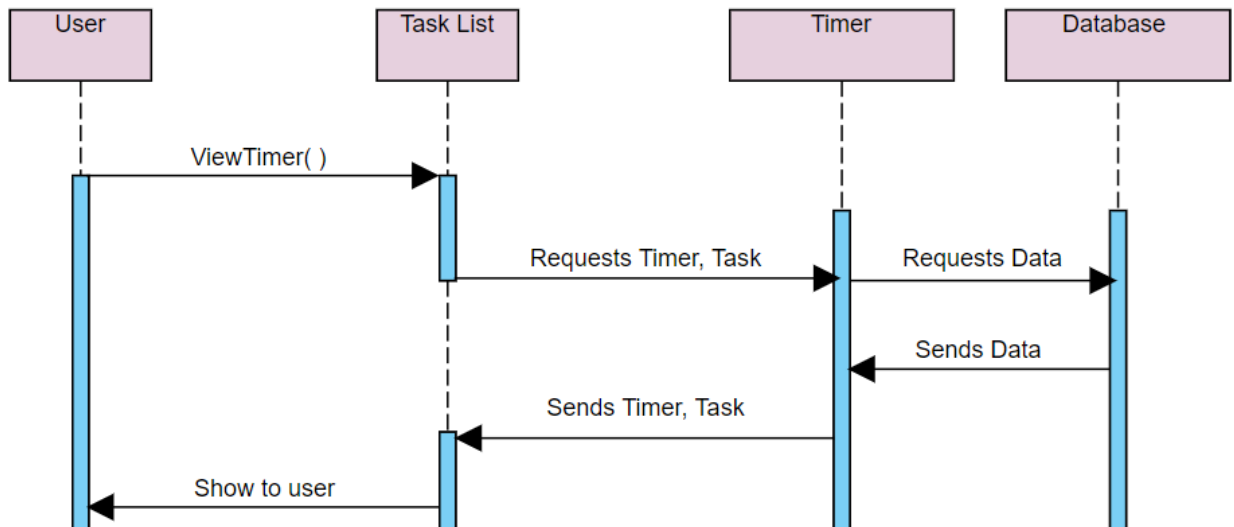 User
Task List
Timer
Database
ViewTimer( )
Requests Timer, Task
Requests Data
Sends Data
Sends Timer, Task
Show to user